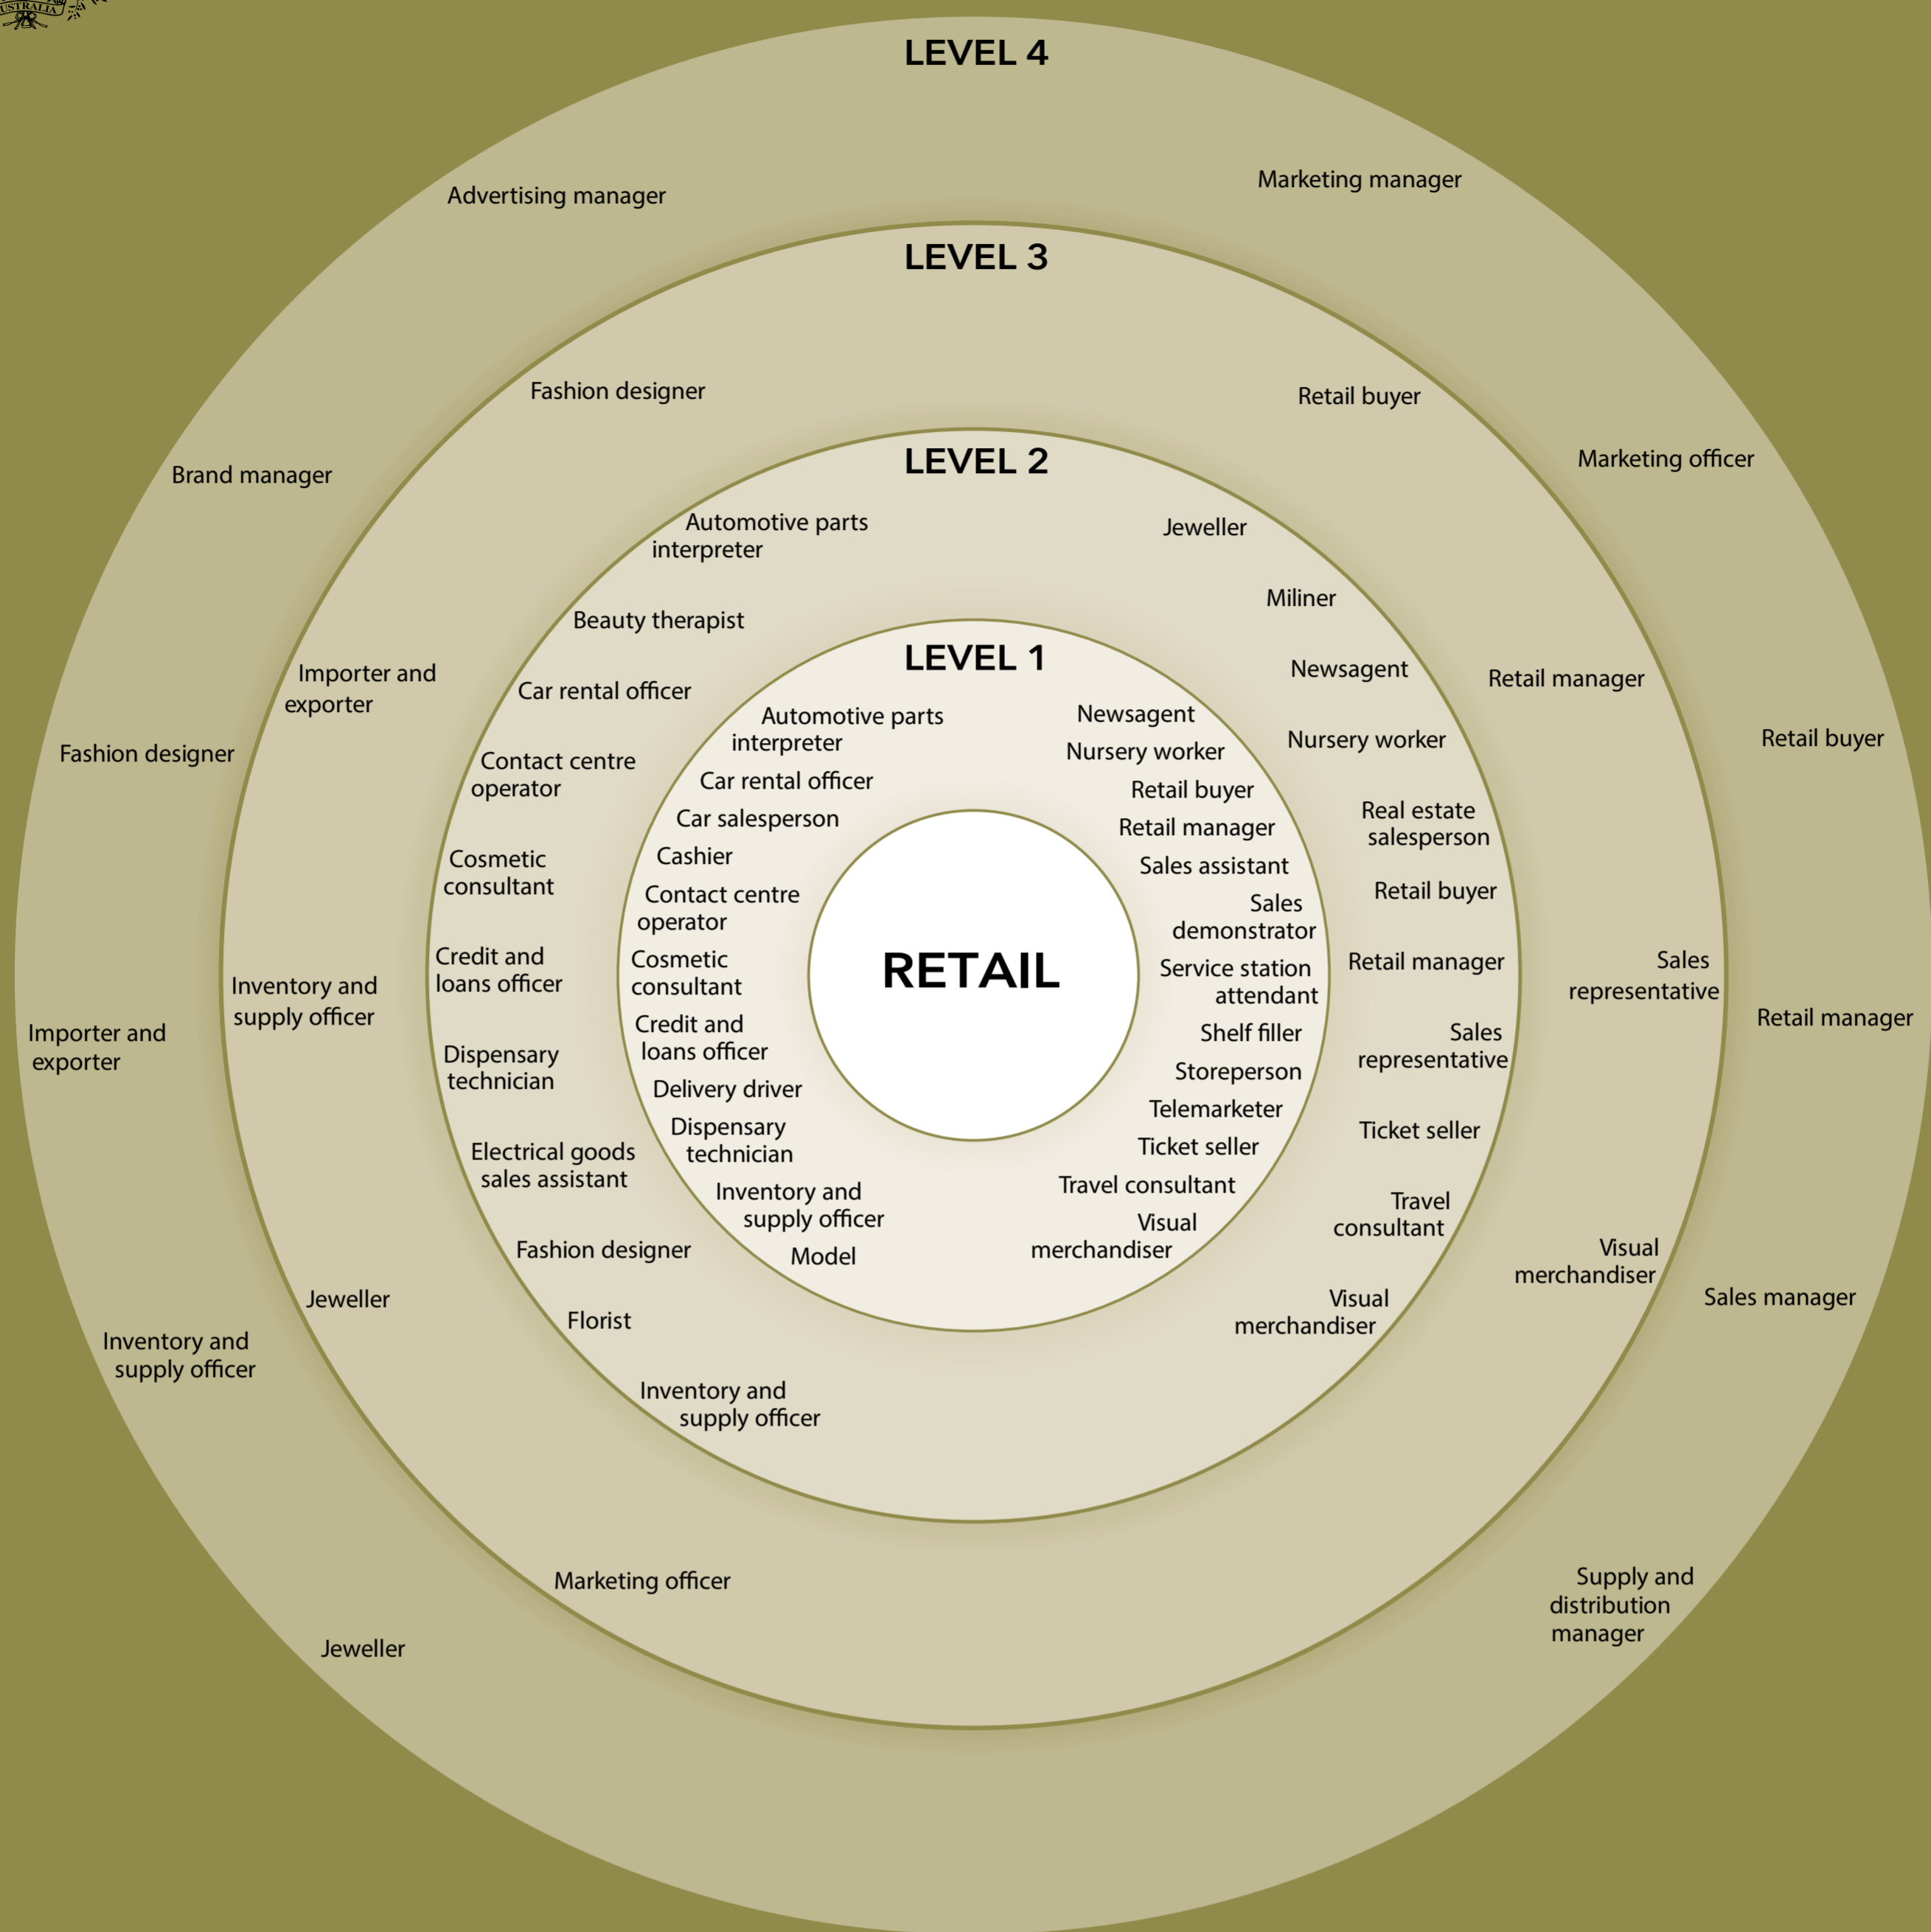 USTRALIA
LEVEL 4
Advertising manager
Brand manager
Fashion designer
Importer and
exporter
Inventory and
supply officer
Jeweller
Marketing manager
Marketing officer
Retail buyer
Retail manager
Sales manager
Supply and
distribution
manager
LEVEL 3
Fashion designer
Importer and
exporter
Inventory and
supply officer
Jeweller
Marketing officer
Retail buyer
Retail manager
Sales
representative
Visual
merchandiser
LEVEL 2
Automotive parts
interpreter
Beauty therapist
Car rental officer
Contact centre
operator
Cosmetic
consultant
Credit and
loans officer
Dispensary
technician
Electrical goods
sales assistant
Fashion designer
Florist
Inventory and
supply officer
Jeweller
Miliner
Newsagent
Nursery worker
Real estate
salesperson
Retail buyer
Retail manager
Sales
representative
Ticket seller
Travel
consultant
Visual
merchandiser
LEVEL 1
Automotive parts
interpreter
Car rental officer
Car salesperson
Cashier
Contact centre
operator
Cosmetic
consultant
Credit and
loans officer
Delivery driver
Dispensary
technician
Inventory and
supply officer
Model
Newsagent
Nursery worker
Retail buyer
Retail manager
Sales assistant
Sales
demonstrator
Service station
attendant
Shelf filler
Storeperson
Telemarketer
Ticket seller
Travel consultant
Visual
merchandiser
RETAIL